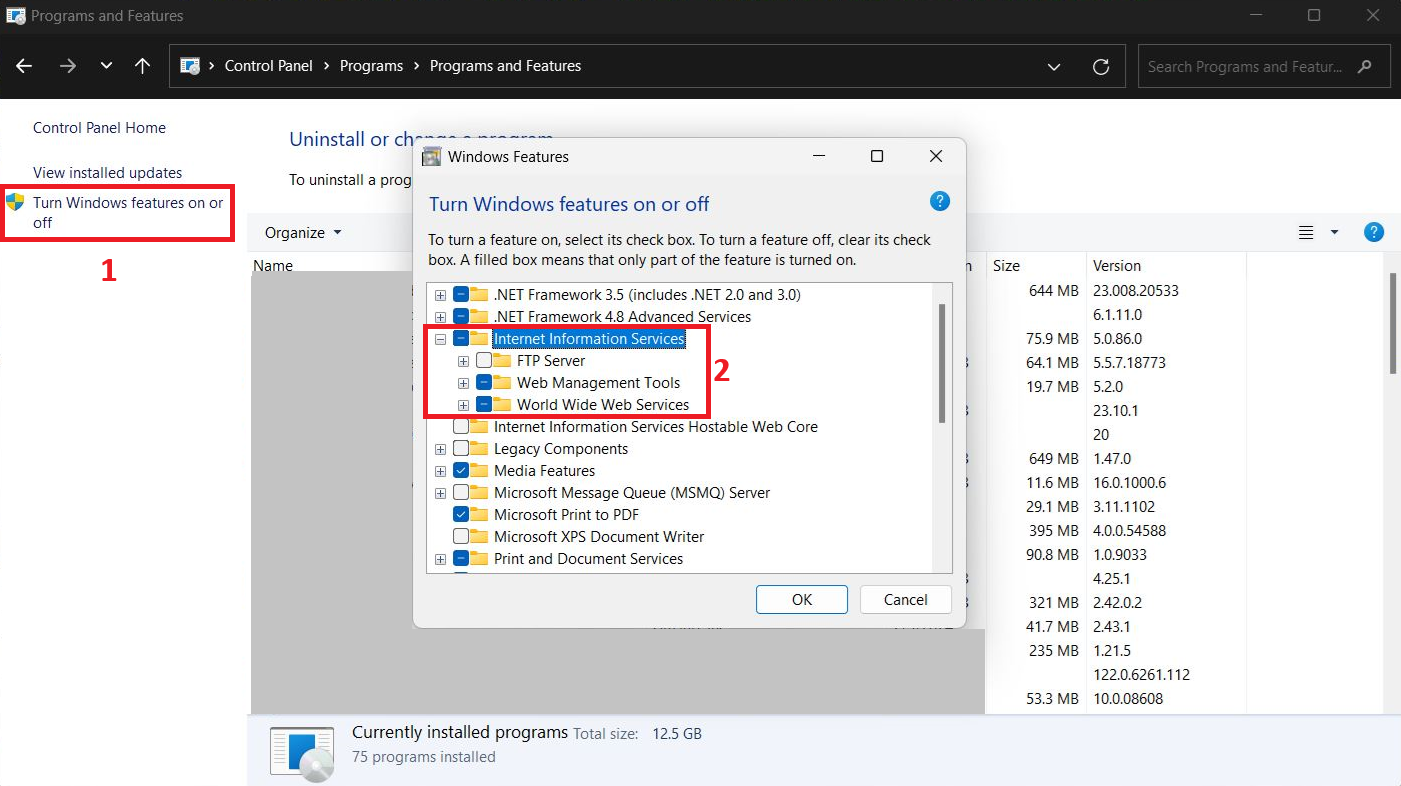 Programs and Features
Control Panel
Programs
Programs and Features
Search Programs and Featur...
Control Panel Home
View installed updates
Turn Windows features on or
off
1
Uninstall or change a program
To uninstall a prog
Organize
Name
Size
Version
644 MB 23.008.20533
6.1.11.0
75.9 MB 5.0.86.0
64.1 MB 5.5.7.18773
19.7 MB 5.2.0
23.10.1
20
649 MB 1.47.0
11.6 MB 16.0.1000.6
29.1 MB 3.11.1102
395 MB 4.0.0.54588
90.8 MB 1.0.9033
4.25.1
321 MB 2.42.0.2
41.7 MB 2.43.1
235 MB 1.21.5
122.0.6261.112
53.3 MB 10.0.08608
Windows Features
Turn Windows features on or off
To turn a feature on, select its check box. To turn a feature off, clear its check
box. A filled box means that only part of the feature is turned on.
.NET Framework 3.5 (includes .NET 2.0 and 3.0)
.NET Framework 4.8 Advanced Services
Internet Information Services
FTP Server
Web Management Tools
World Wide Web Services
2
Internet Information Services Hostable Web Core
Legacy Components
Media Features
Microsoft Message Queue (MSMQ) Server
Microsoft Print to PDF
Microsoft XPS Document Writer
Print and Document Services
OK
Cancel
Currently installed programs Total size: 12.5 GB
75 programs installed